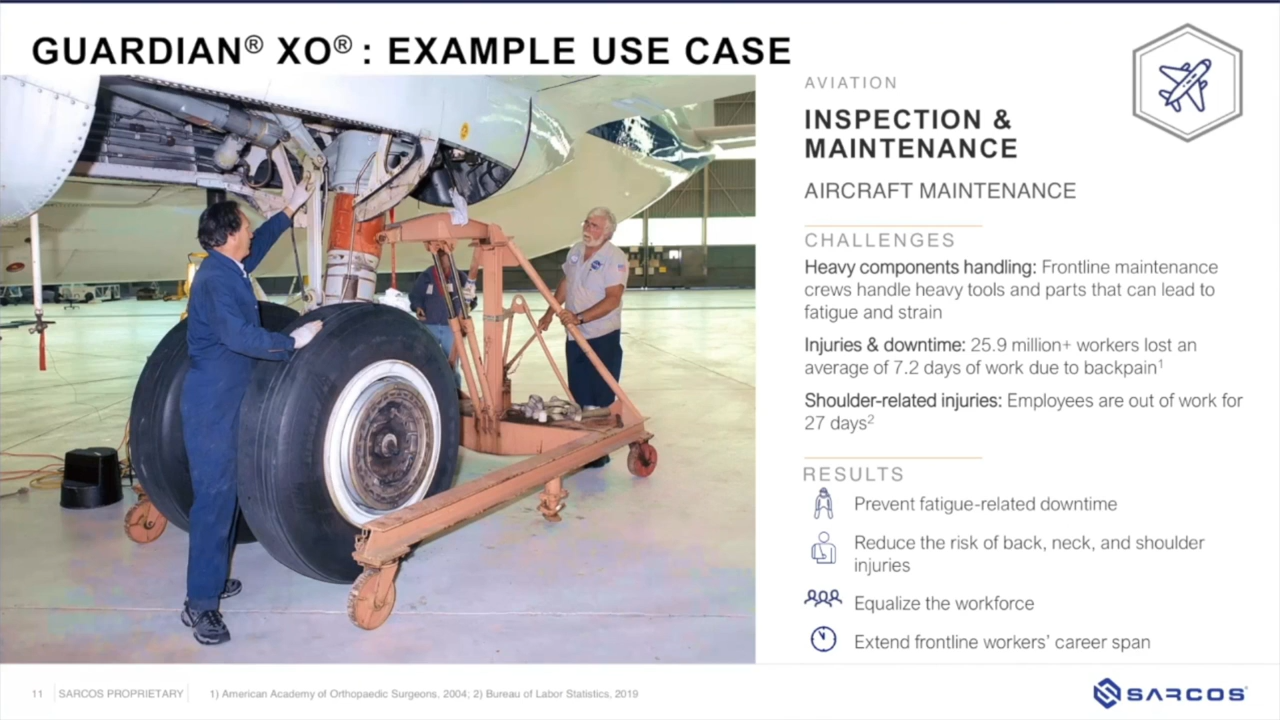 GUARDIAN® XO® : EXAMPLE USE CASE
AVIATION
INSPECTION &
MAINTENANCE
AIRCRAFT MAINTENANCE
CHALLENGES
Heavy components handling: Frontline maintenance
crews handle heavy tools and parts that can lead to
fatigue and strain
Injuries & downtime: 25.9 million+ workers lost an
average of 7.2 days of work due to backpain¹
Shoulder-related injuries: Employees are out of work for
27 days²
RESULTS
Prevent fatigue-related downtime
Reduce the risk of back, neck, and shoulder
injuries
Equalize the workforce
Extend frontline workers’ career span
11 SARCOS PROPRIETARY 1) American Academy of Orthopaedic Surgeons. 2004; 2) Bureau of Labor Statistics, 2019
SARCOS